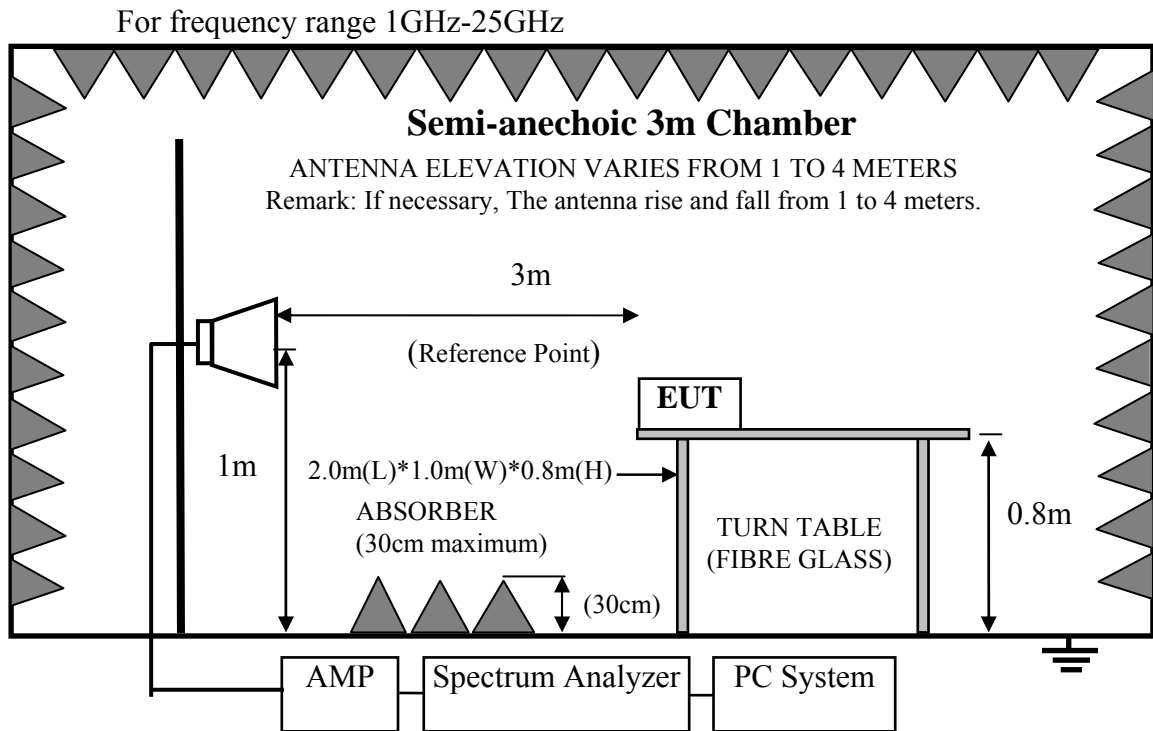 For frequency range 1GHz-25GHz
Semi-anechoic 3m Chamber
ANTENNA ELEVATION VARIES FROM 1 TO 4 METERS
Remark: If necessary, The antenna rise and fall from 1 to 4 meters.
3m
(Reference Point)
EUT
1m
2.0m(L)*1.0m(W)*0.8m(H)
ABSORBER
(30cm maximum)
0.8m
TURN TABLE
(FIBRE GLASS)
(30cm)
AMP
Spectrum Analyzer
PC System